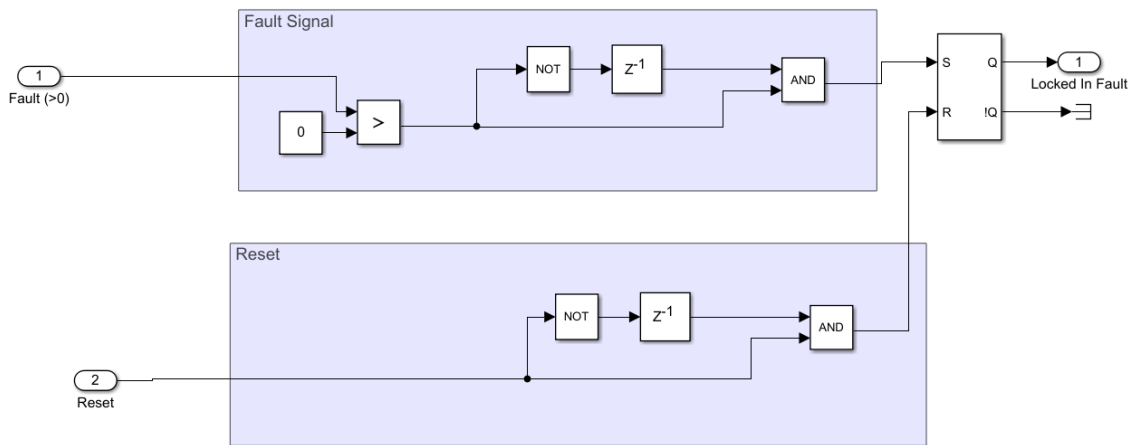 Fault Signal
1
Fault (>0)
0
>
NOT
Z-1
AND
S
R
Q
!Q
1
Locked In Fault
Reset
NOT
Z-1
AND
2
Reset